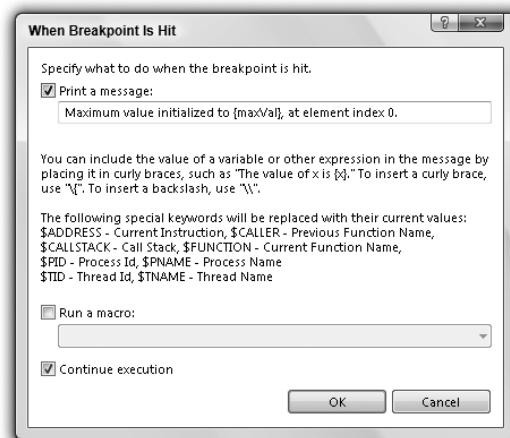 When Breakpoint Is Hit
Specify what to do when the breakpoint is hit.
Print a message:
Maximum value initialized to {maxVal}, at element index 0.
You can include the value of a variable or other expression in the message by
placing it in curly braces, such as "The value of x is {x}." To insert a curly brace,
use "\{". To insert a backslash, use "\\".
The following special keywords will be replaced with their current values:
$ADDRESS - Current Instruction, $CALLER - Previous Function Name,
$CALLSTACK - Call Stack, $FUNCTION - Current Function Name,
$PID - Process Id, $PNAME - Process Name
$TID - Thread Id, $TNAME - Thread Name
Run a macro:
Continue execution
OK Cancel